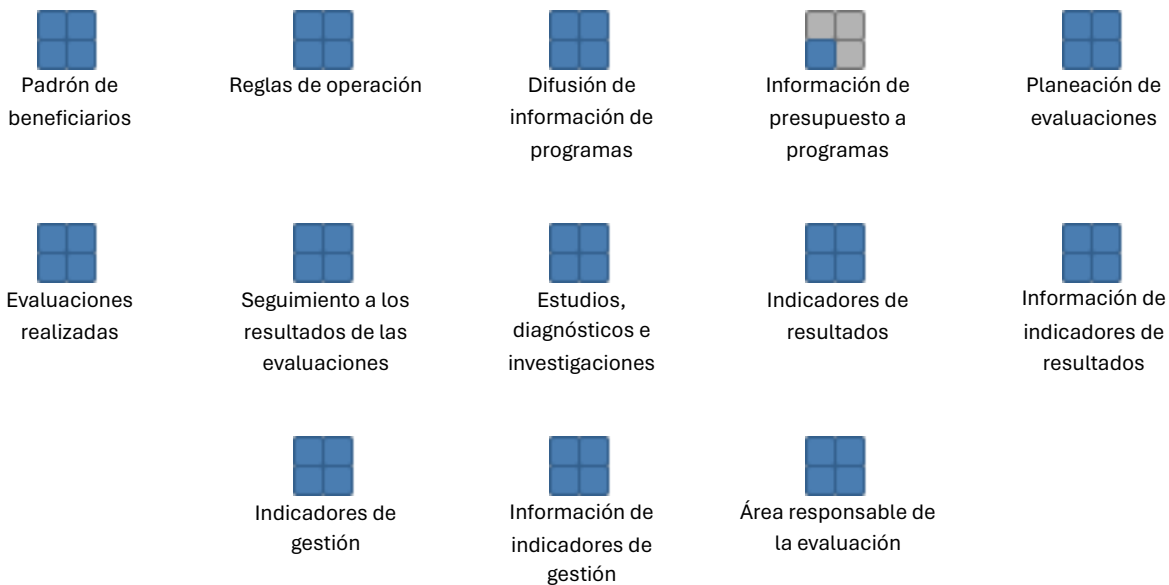 Padrón de
beneficiarios
Reglas de operación
Difusión de
información de
programas
Información de
presupuesto a
programas
Planeación de
evaluaciones
Evaluaciones
realizadas
Seguimiento a los
resultados de las
evaluaciones
Estudios,
diagnósticos e
investigaciones
Indicadores de
resultados
Información de
indicadores de
resultados
Indicadores de
gestión
Información de
indicadores de
gestión
Área responsable de
la evaluación